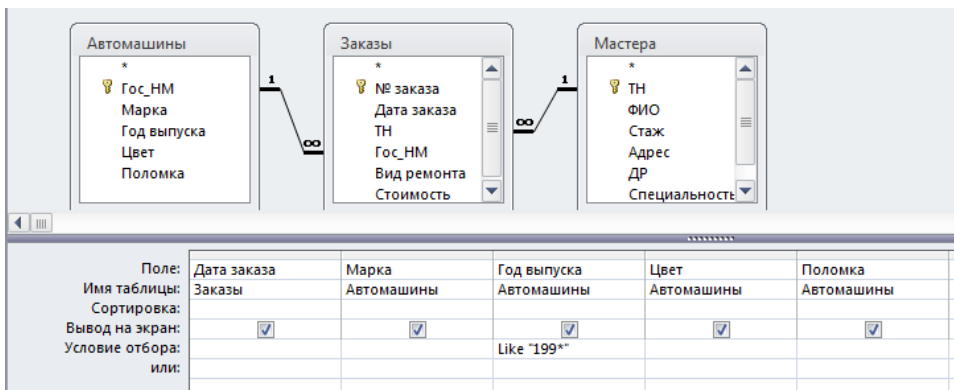 Автомашины
*
Гос_НМ
Марка
Год выпуска
Цвет
Поломка
1
∞
Заказы
*
№ заказа
Дата заказа
ТН
Гос_НМ
Вид ремонта
Стоимость
∞
1
Мастера
*
ТН
ФИО
Стаж
Адрес
ДР
Специальность
Поле: Дата заказа Марка Год выпуска Цвет Поломка
Имя таблицы: Заказы Автомашины Автомашины Автомашины Автомашины
Сортировка:
Вывод на экран:
Условие отбора: Like "199*"
или: